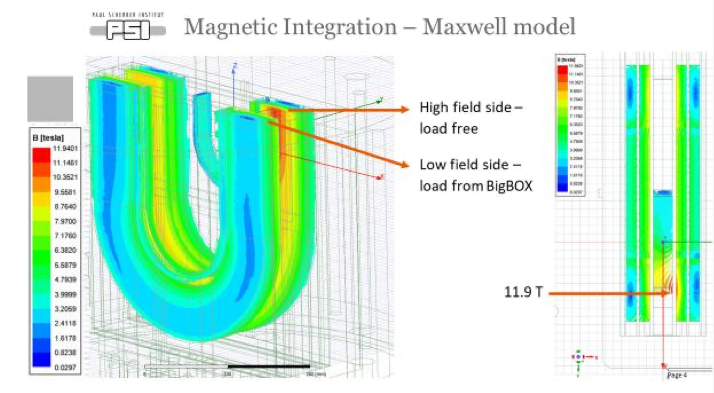 PAUL SCHERRER INSTITUT
PSI
Magnetic Integration – Maxwell model
High field side –
load free
Low field side –
load from BigBOX
B [tesla]
11.9401
11.1461
10.3521
9.5581
8.7640
7.9700
7.1760
6.3820
5.5879
4.7939
3.9999
3.2059
2.4118
1.6178
0.8238
0.0297
Z
11.9 T
Page 4